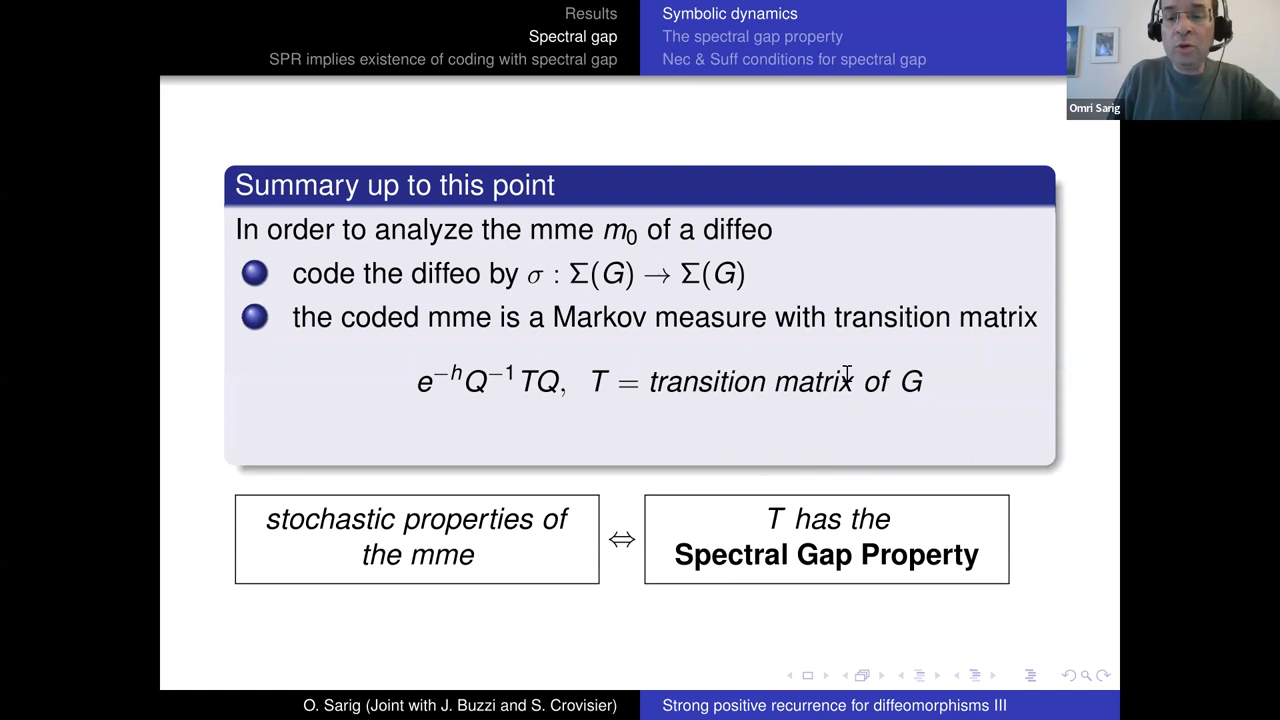 Results
Spectral gap
SPR implies existence of coding with spectral gap
Symbolic dynamics
The spectral gap property
Nec & Suff conditions for spectral gap
Omri Sarig
Summary up to this point
In order to analyze the mme m₀ of a diffeo
code the diffeo by σ : Σ(G) → Σ(G)
the coded mme is a Markov measure with transition matrix
e⁻ʰQ⁻¹TQ, T = transition matrix of G
stochastic properties of
the mme
⇔
T has the
Spectral Gap Property
O. Sarig (Joint with J. Buzzi and S. Crovisier)
Strong positive recurrence for diffeomorphisms III